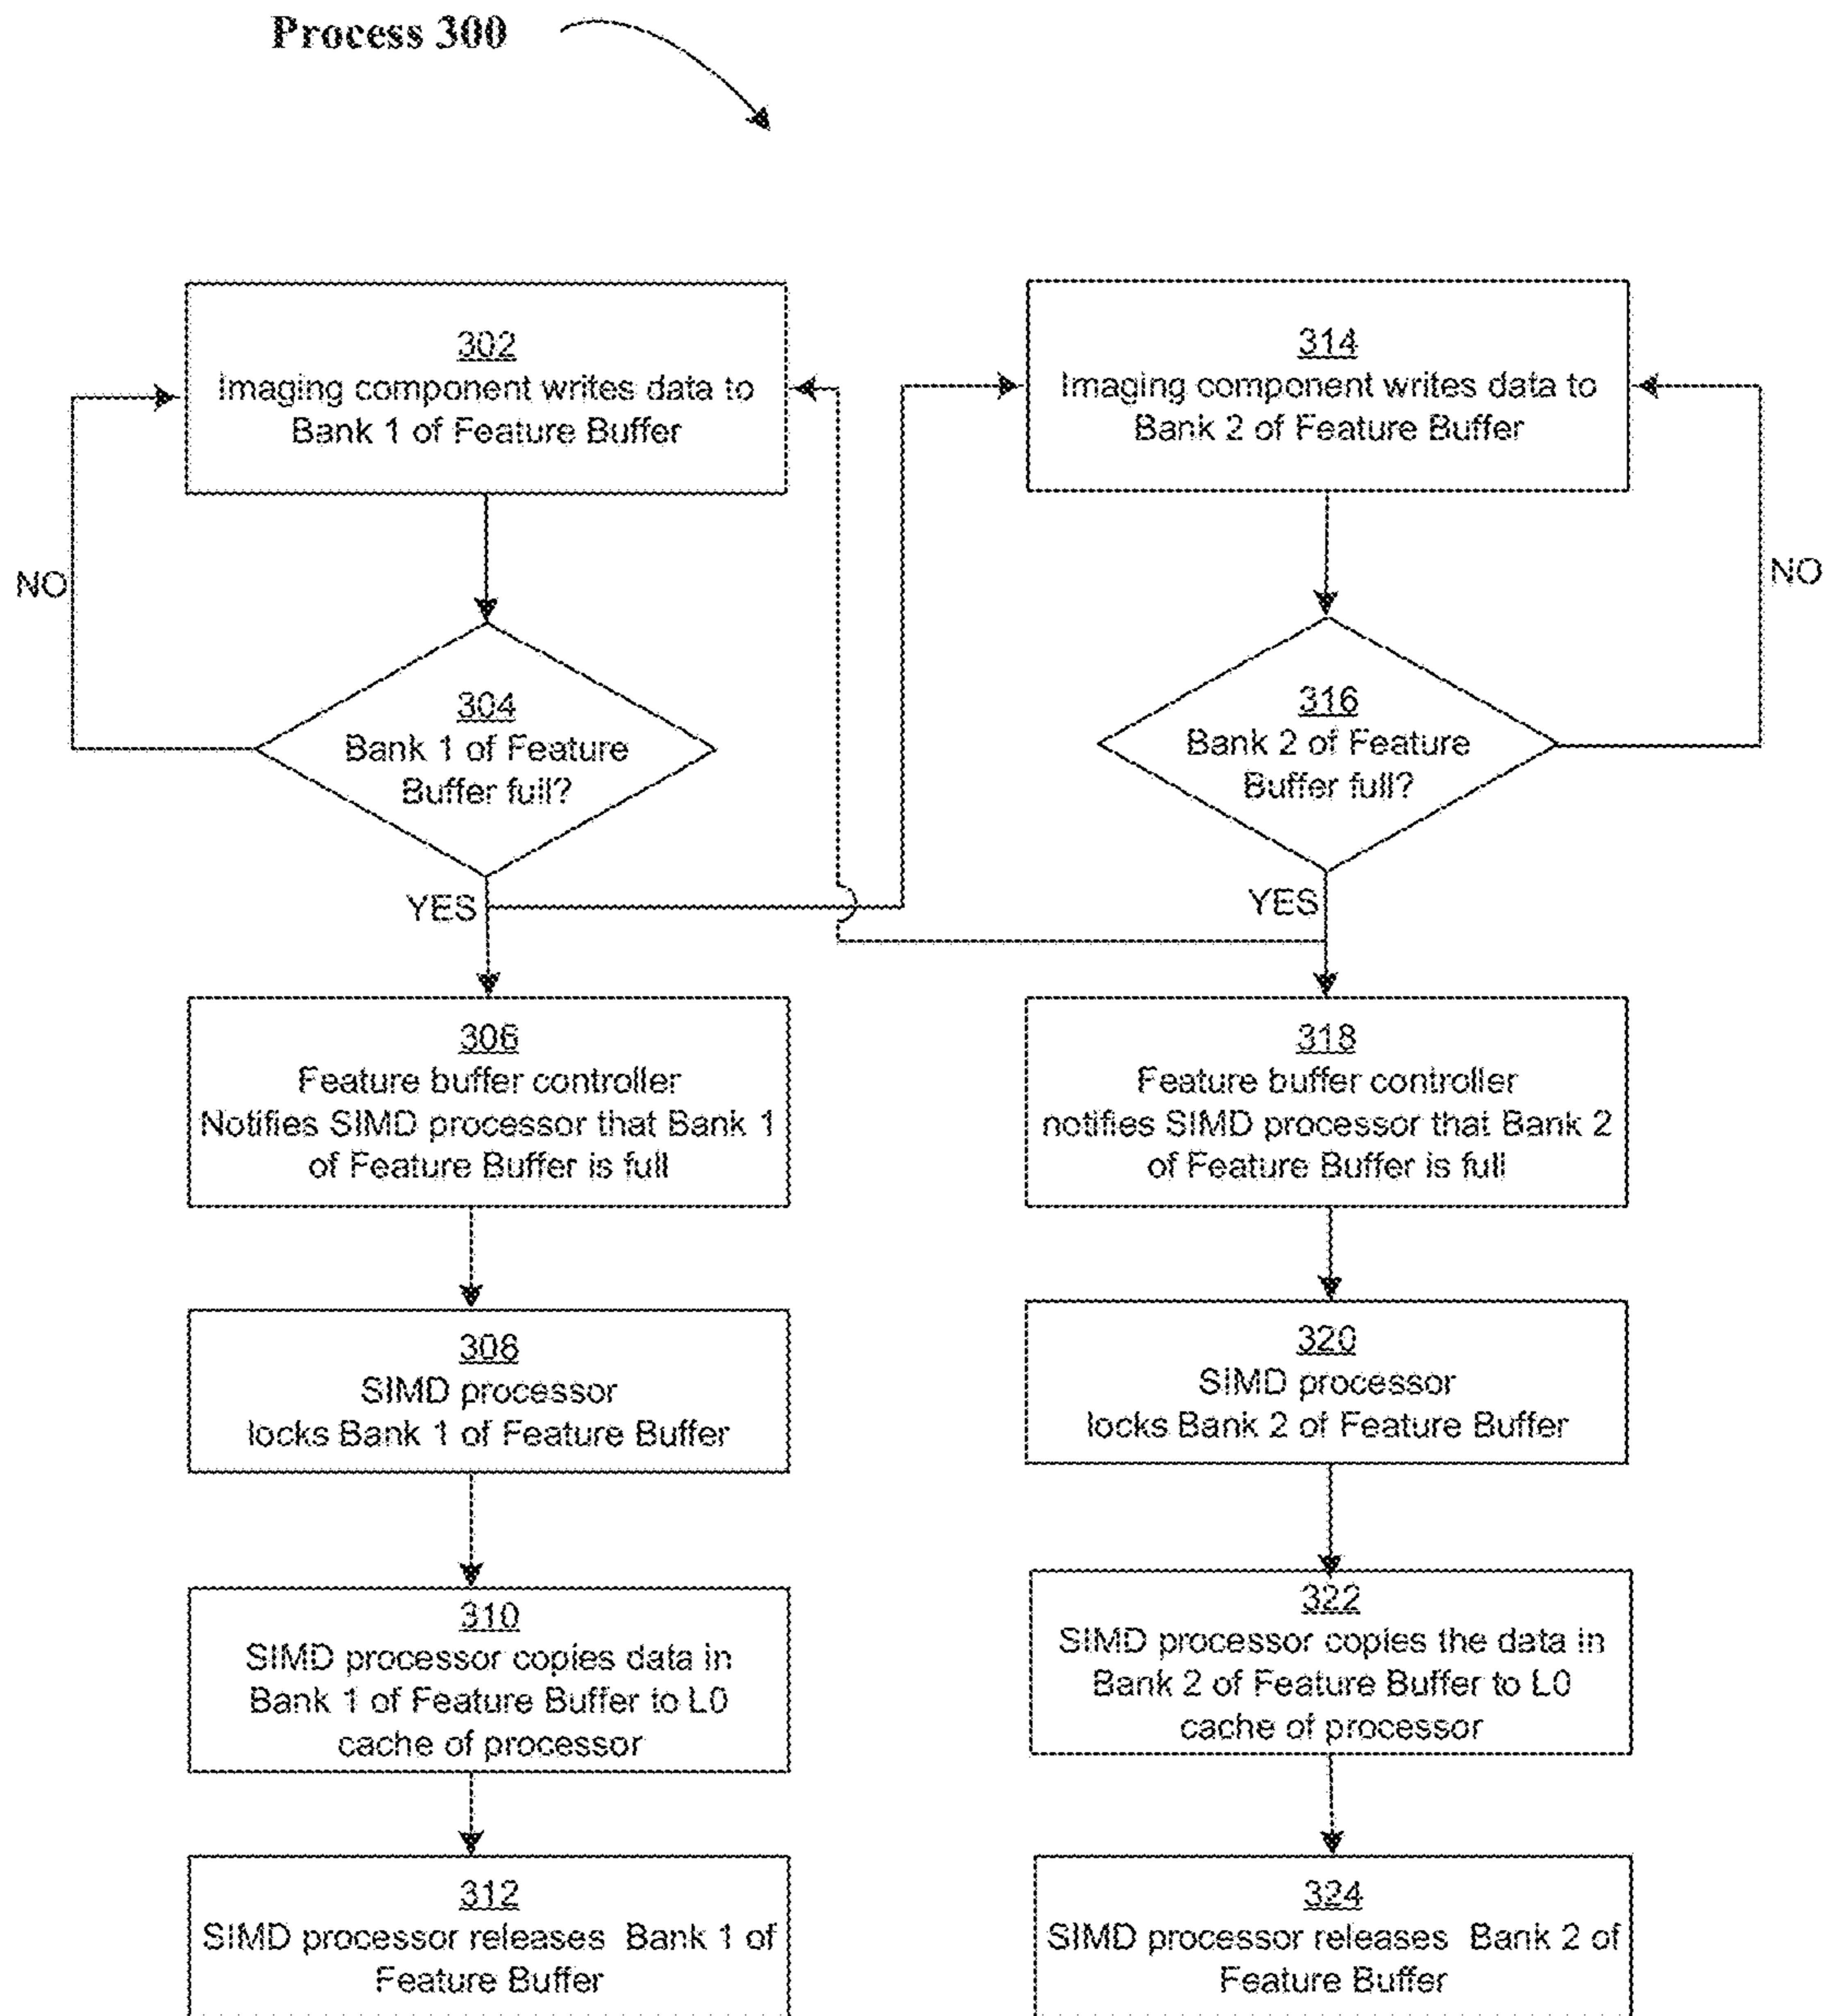 Process 300
302
Imaging component writes data to
Bank 1 of Feature Buffer
NO
304
Bank 1 of Feature
Buffer full?
YES
306
Feature buffer controller
Notifies SIMD processor that Bank 1
of Feature Buffer is full
308
SIMD processor
locks Bank 1 of Feature Buffer
310
SIMD processor copies data in
Bank 1 of Feature Buffer to L0
cache of processor
312
SIMD processor releases Bank 1 of
Feature Buffer
314
Imaging component writes data to
Bank 2 of Feature Buffer
NO
316
Bank 2 of Feature
Buffer full?
YES
318
Feature buffer controller
notifies SIMD processor that Bank 2
of Feature Buffer is full
320
SIMD processor
locks Bank 2 of Feature Buffer
322
SIMD processor copies the data in
Bank 2 of Feature Buffer to L0
cache of processor
324
SIMD processor releases Bank 2 of
Feature Buffer